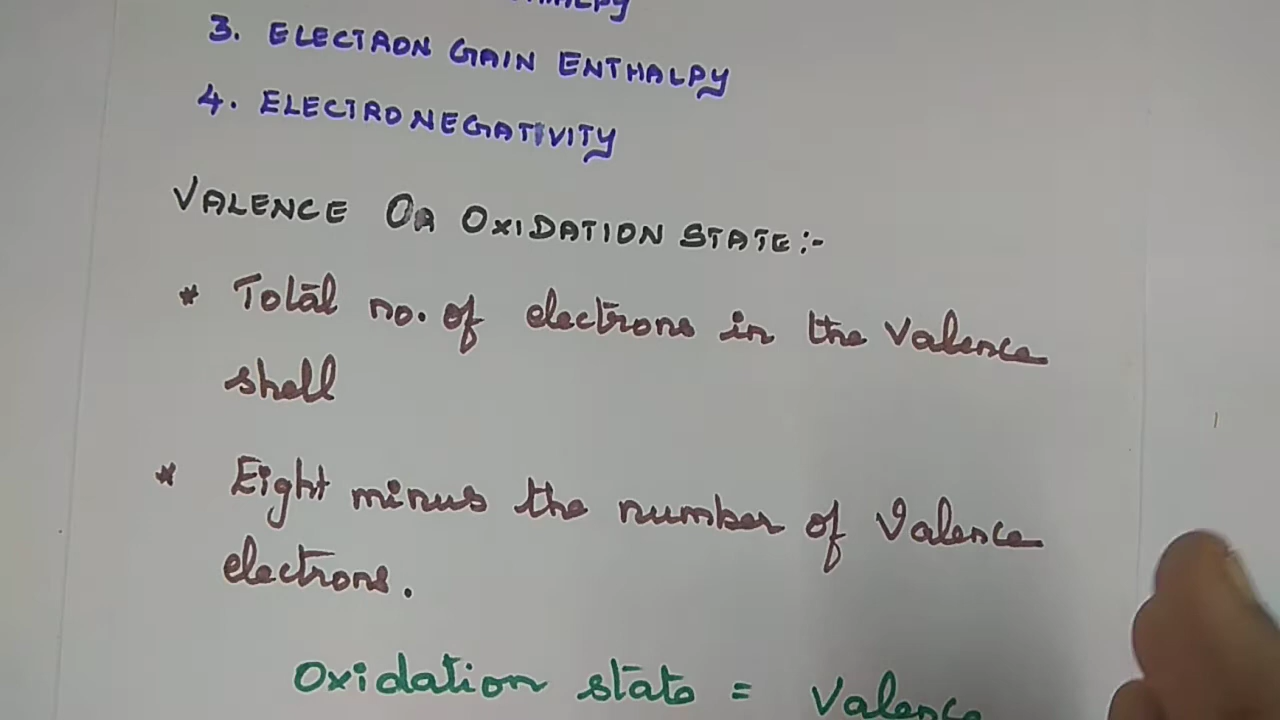 3. ELECTRON GAIN ENTHALPY
4. ELECTRONEGATIVITY
VALENCE OR OXIDATION STATE:-
* Total no. of electrons in the Valence
shell
* Eight minus the number of Valence
electrons.
Oxidation state = Valence